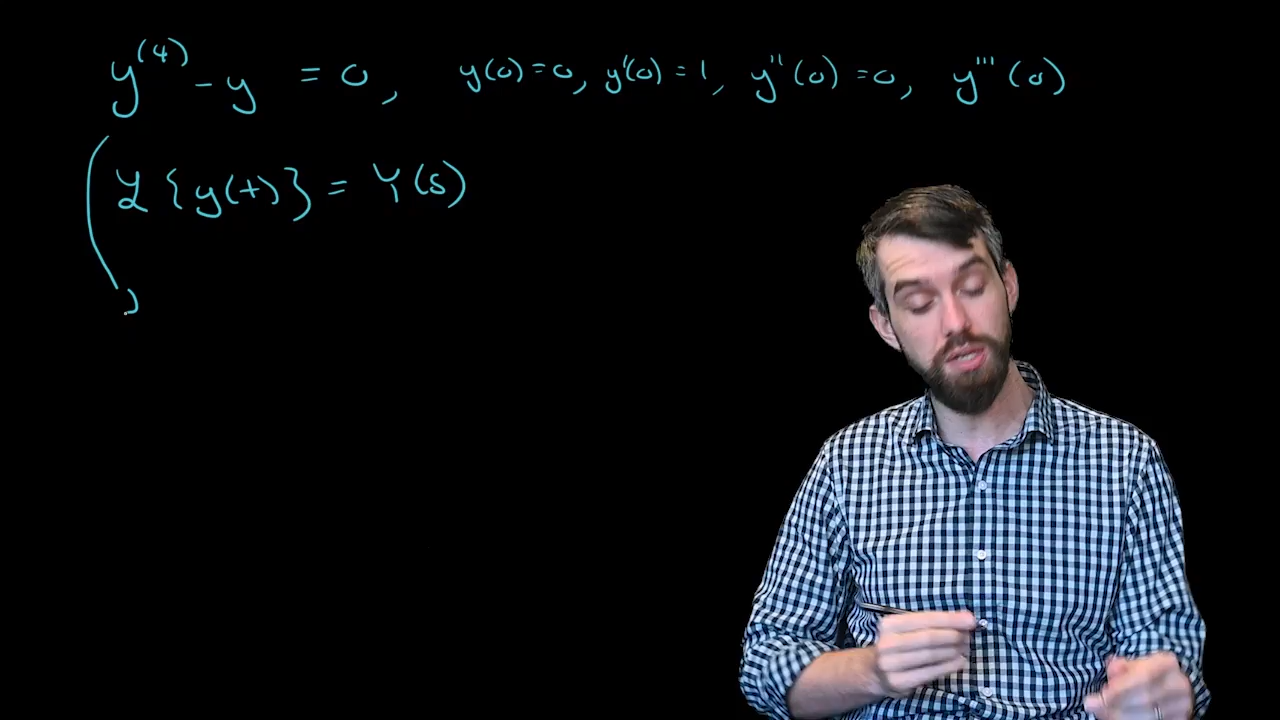 y⁽⁴⁾ - y = 0, y(0) = 0, y'(0) = 1, y''(0) = 0, y'''(0)
ℒ{y(t)} = Y(s)